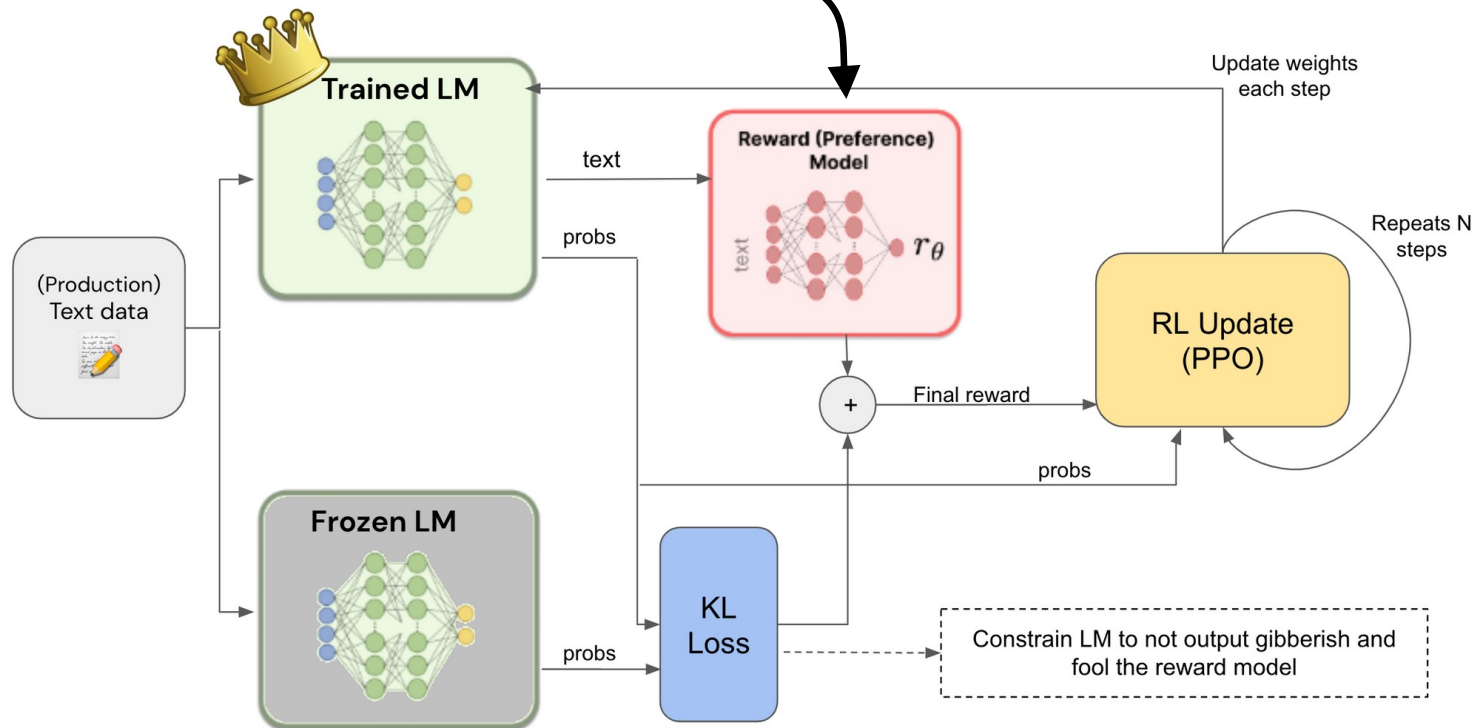 Trained LM
Update weights
each step
Reward (Preference)
Model
text
text
r_θ
probs
Repeats N
steps
(Production)
Text data
RL Update
(PPO)
+
Final reward
probs
Frozen LM
KL
Loss
probs
Constrain LM to not output gibberish and
fool the reward model